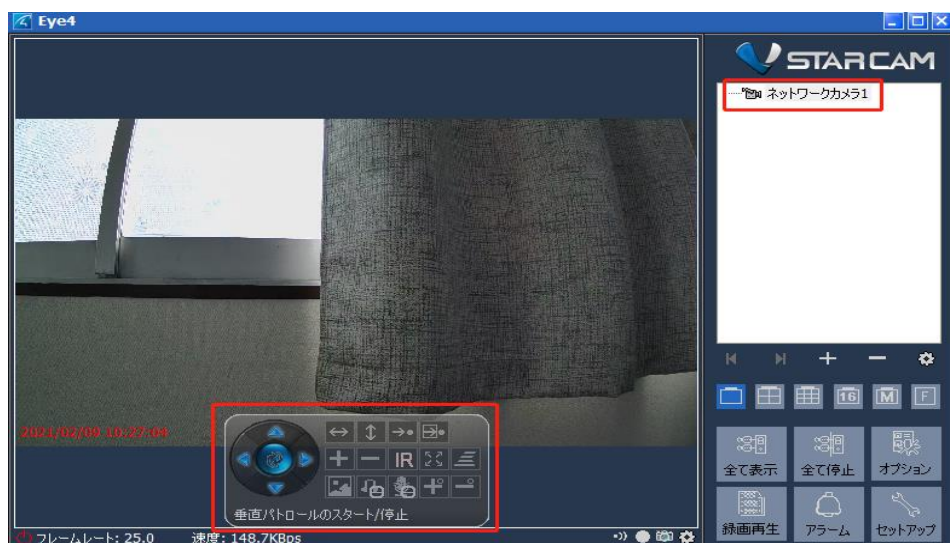 Eye4
STARCAM
ネットワークカメラ1
2021/02/09 10:27:04
IR
垂直パトロールのスタート/停止
16
M
F
全て表示
全て停止
オプション
録画再生
アラーム
セットアップ
フレームレート: 25.0
速度: 148.7KBps